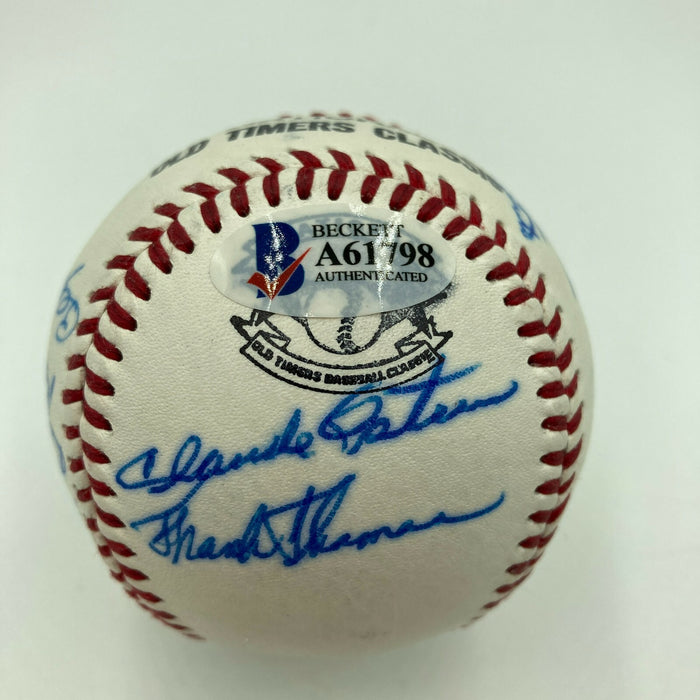 OLD TIMERS CLASSIC
BECKETT
B A61798
AUTHENTICATED
OLD TIMERS BASEBALL CLASSIC
Claude Osteen
Frank Thomas